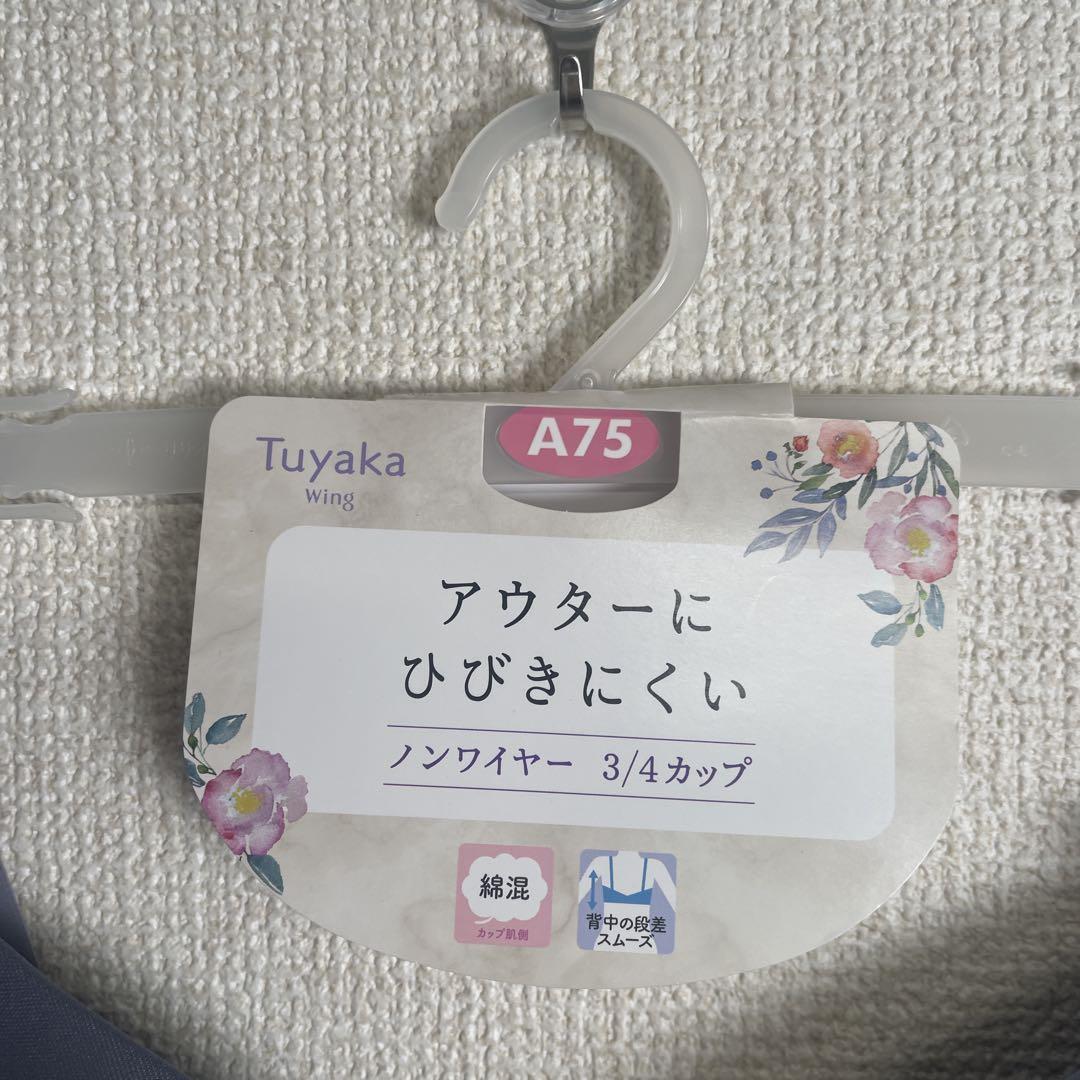 A75
Tuyaka
Wing
アウターに
ひびきにくい
ノンワイヤー 3/4カップ
綿混
カップ肌側
背中の段差
スムーズ